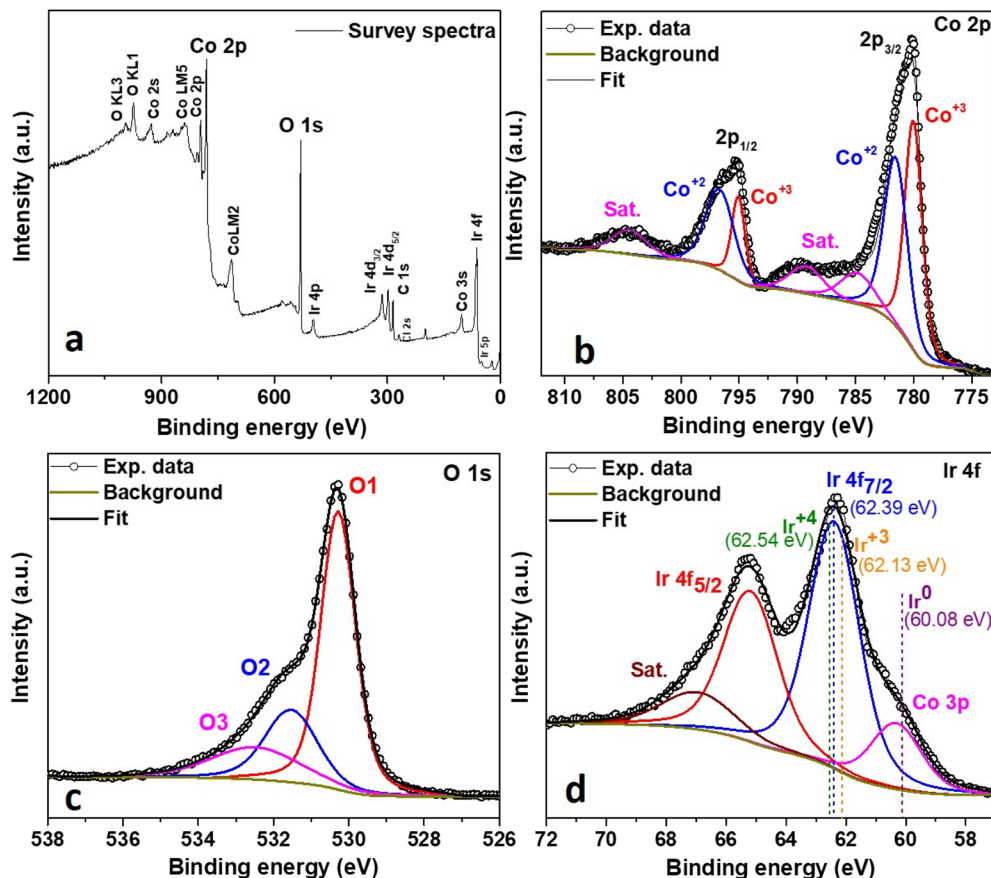 Survey spectra
Co 2p
O KL3
O KL1
Co 2s
Co LM5
Co 2p
O 1s
CoLM2
Ir 4p
Ir 4d3/2
Ir 4d5/2
C 1s
Cl 2s
Co 3s
Ir 4f
Ir 5p
a
Intensity (a.u.)
1200 900 600 300 0
Binding energy (eV)
Exp. data
Background
Fit
Co 2p
2p3/2
Co+3
Co+2
2p1/2
Co+2
Co+3
Sat.
Sat.
b
Intensity (a.u.)
810 805 800 795 790 785 780 775
Binding energy (eV)
Exp. data
Background
Fit
O 1s
O1
O2
O3
c
Intensity (a.u.)
538 536 534 532 530 528 526
Binding energy (eV)
Exp. data
Background
Fit
Ir 4f
Ir 4f7/2
(62.39 eV)
Ir+4
(62.54 eV)
Ir+3
(62.13 eV)
Ir0
(60.08 eV)
Ir 4f5/2
Sat.
Co 3p
d
Intensity (a.u.)
72 70 68 66 64 62 60 58
Binding energy (eV)